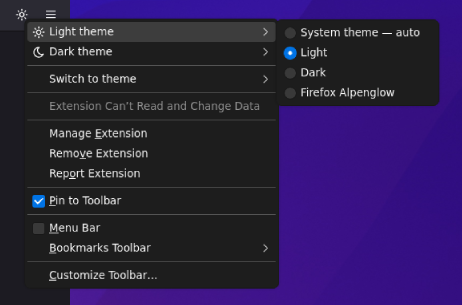 Light theme
Dark theme
Switch to theme
Extension Can't Read and Change Data
Manage Extension
Remove Extension
Report Extension
Pin to Toolbar
Menu Bar
Bookmarks Toolbar
Customize Toolbar...
System theme — auto
Light
Dark
Firefox Alpenglow